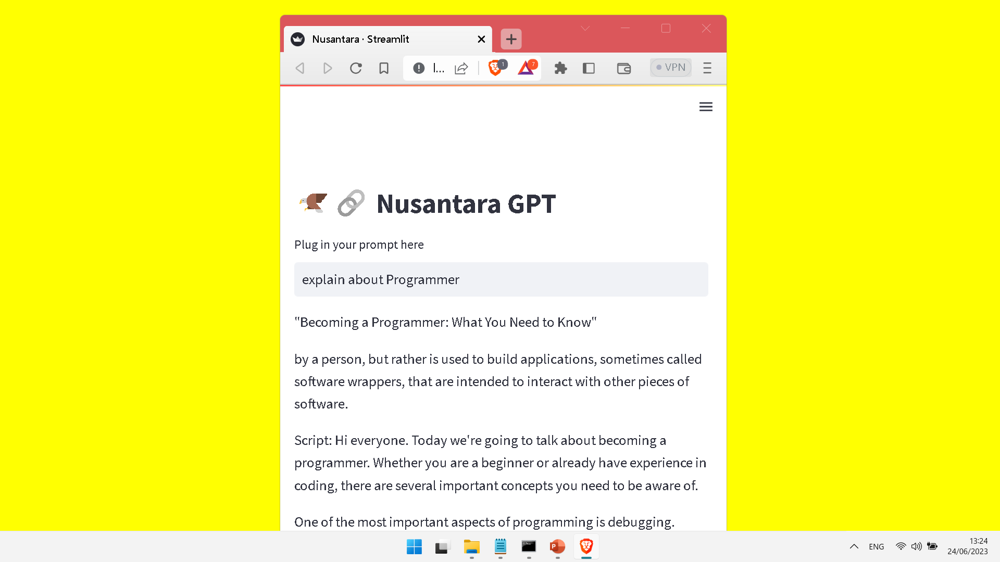 Nusantara · Streamlit
l...
1
7
VPN
Nusantara GPT
Plug in your prompt here
explain about Programmer
"Becoming a Programmer: What You Need to Know"
by a person, but rather is used to build applications, sometimes called
software wrappers, that are intended to interact with other pieces of
software.
Script: Hi everyone. Today we're going to talk about becoming a
programmer. Whether you are a beginner or already have experience in
coding, there are several important concepts you need to be aware of.
One of the most important aspects of programming is debugging.
P
ENG
13:24
24/06/2023